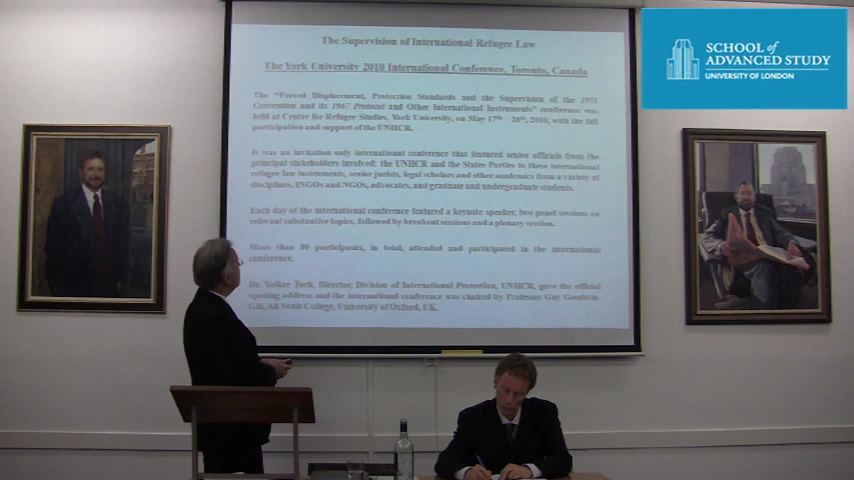 The Supervision of International Refugee Law
The York University 2010 International Conference, Toronto, Canada
The "Forced Displacement, Protection Standards and the Supervision of the 1951
Convention and its 1967 Protocol and Other International Instruments" conference was
held at Centre for Refugee Studies, York University, on May 17th – 20th, 2010, with the full
participation and support of the UNHCR.
It was an invitation only international conference that featured senior officials from the
principal stakeholders involved: the UNHCR and the States Parties to these international
refugee law instruments, senior jurists, legal scholars and other academics from a variety of
disciplines, INGOs and NGOs, advocates, and graduate and undergraduate students.
Each day of the international conference featured a keynote speaker, two panel sessions on
relevant substantive topics, followed by breakout sessions and a plenary session.
More than 80 participants, in total, attended and participated in the international
conference.
Dr. Volker Turk, Director, Division of International Protection, UNHCR, gave the official
opening address and the international conference was chaired by Professor Guy Goodwin-
Gill, All Souls College, University of Oxford, UK.
SCHOOL of
ADVANCED STUDY
UNIVERSITY OF LONDON